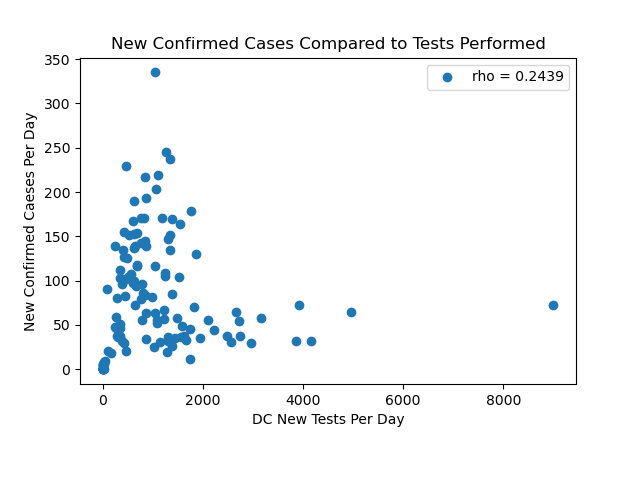 New Confirmed Cases Compared to Tests Performed
rho = 0.2439
New Confirmed Caeses Per Day
350
300
250
200
150
100
50
0
0 2000 4000 6000 8000
DC New Tests Per Day